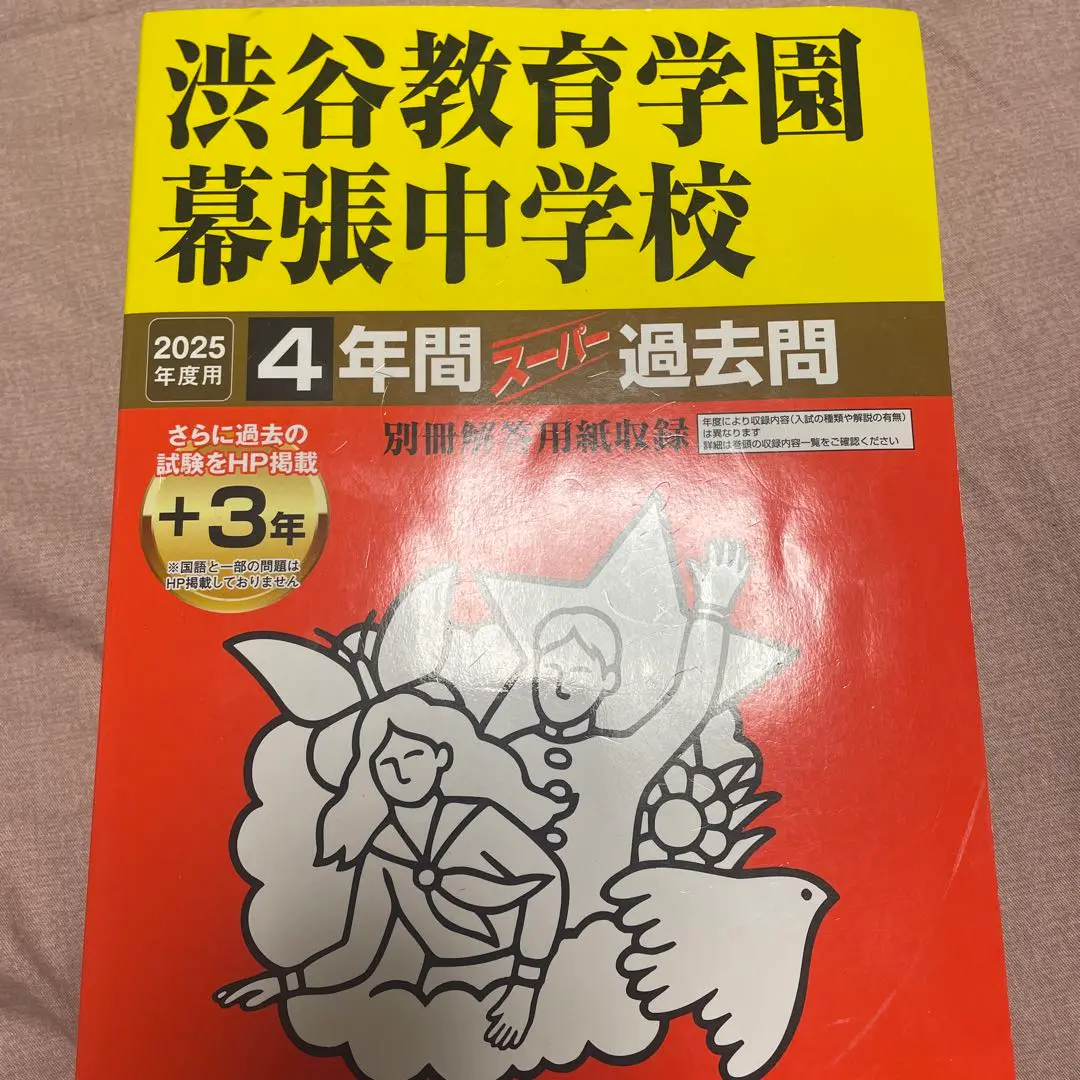 渋谷教育学園
幕張中学校
2025
年度用
4年間スーパー過去問
別冊解答用紙収録
年度により収録内容(入試の種類や解説の有無)
は異なります
詳細は巻頭の収録内容一覧をご確認ください
さらに過去の
試験をHP掲載
+3年
※国語と一部の問題は
HP掲載しておりません